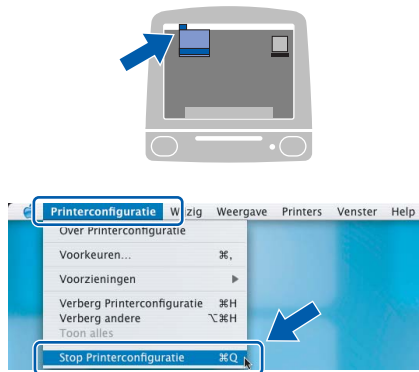 Printerconfiguratie Wijzig Weergave Printers Venster Help
Over Printerconfiguratie
Voorkeuren... ⌘,
Voorzieningen ▶
Verberg Printerconfiguratie ⌘H
Verberg andere ⌥⌘H
Toon alles
Stop Printerconfiguratie ⌘Q